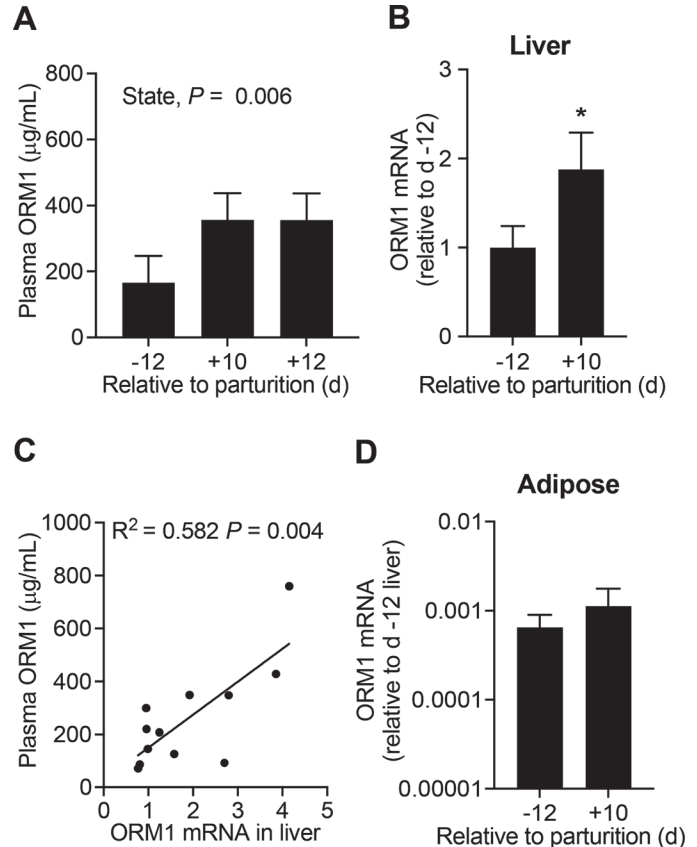 A
Plasma ORM1 (μg/mL)
800
600
400
200
0
State, P = 0.006
-12 +10 +12
Relative to parturition (d)
B
Liver
ORM1 mRNA
(relative to d -12)
3
2
1
0
*
-12 +10
Relative to parturition (d)
C
Plasma ORM1 (μg/mL)
1000
800
600
400
200
0
R² = 0.582 P = 0.004
0 1 2 3 4 5
ORM1 mRNA in liver
D
Adipose
ORM1 mRNA
(relative to d -12 liver)
0.01
0.001
0.0001
0.00001
-12 +10
Relative to parturition (d)